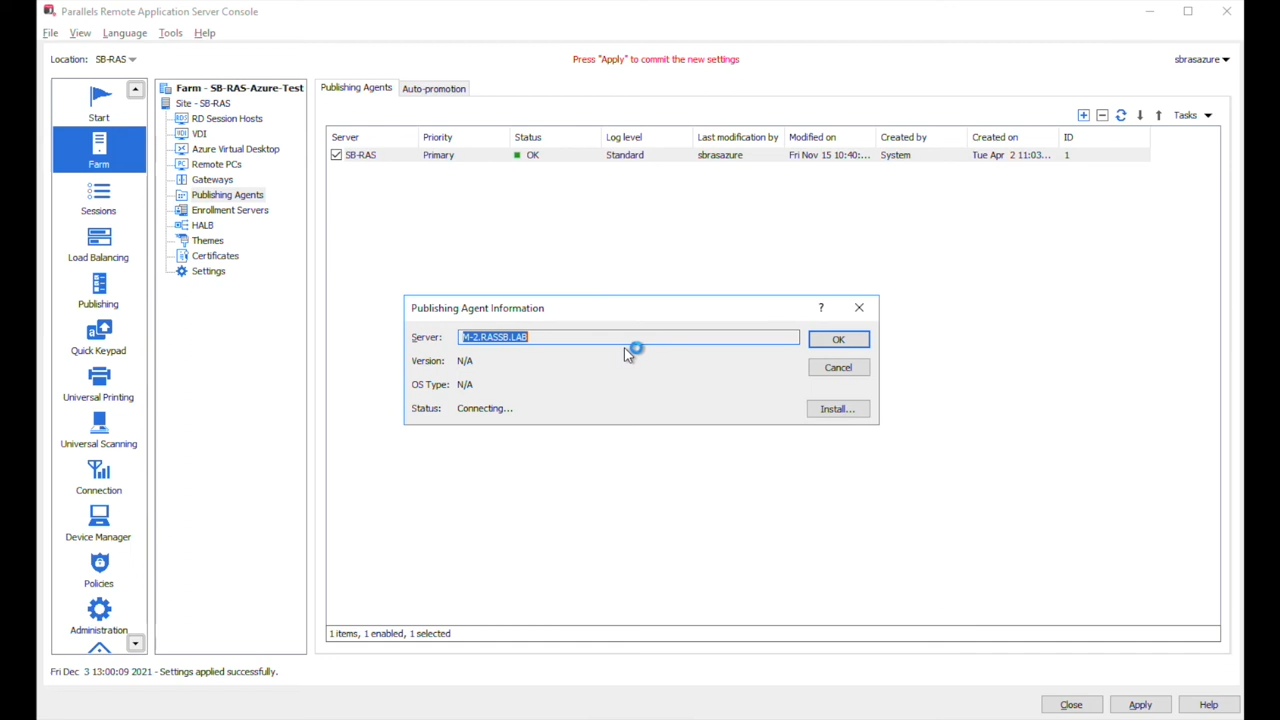 Parallels Remote Application Server Console
File View Language Tools Help
Location: SB-RAS
Press "Apply" to commit the new settings
sbrasazure
Start
Farm
Sessions
Load Balancing
Publishing
Quick Keypad
Universal Printing
Universal Scanning
Connection
Device Manager
Policies
Administration
Farm - SB-RAS-Azure-Test
Site - SB-RAS
RD Session Hosts
VDI
Azure Virtual Desktop
Remote PCs
Gateways
Publishing Agents
Enrollment Servers
HALB
Themes
Certificates
Settings
Publishing Agents Auto-promotion
Tasks
Server Priority Status Log level Last modification by Modified on Created by Created on ID
SB-RAS Primary OK Standard sbrasazure Fri Nov 15 10:40:... System Tue Apr 2 11:03... 1
Publishing Agent Information ?
Server: M-2.RASSB.LAB OK
Version: N/A
Cancel
OS Type: N/A
Status: Connecting... Install...
1 items, 1 enabled, 1 selected
Fri Dec 3 13:00:09 2021 - Settings applied successfully.
Close Apply Help